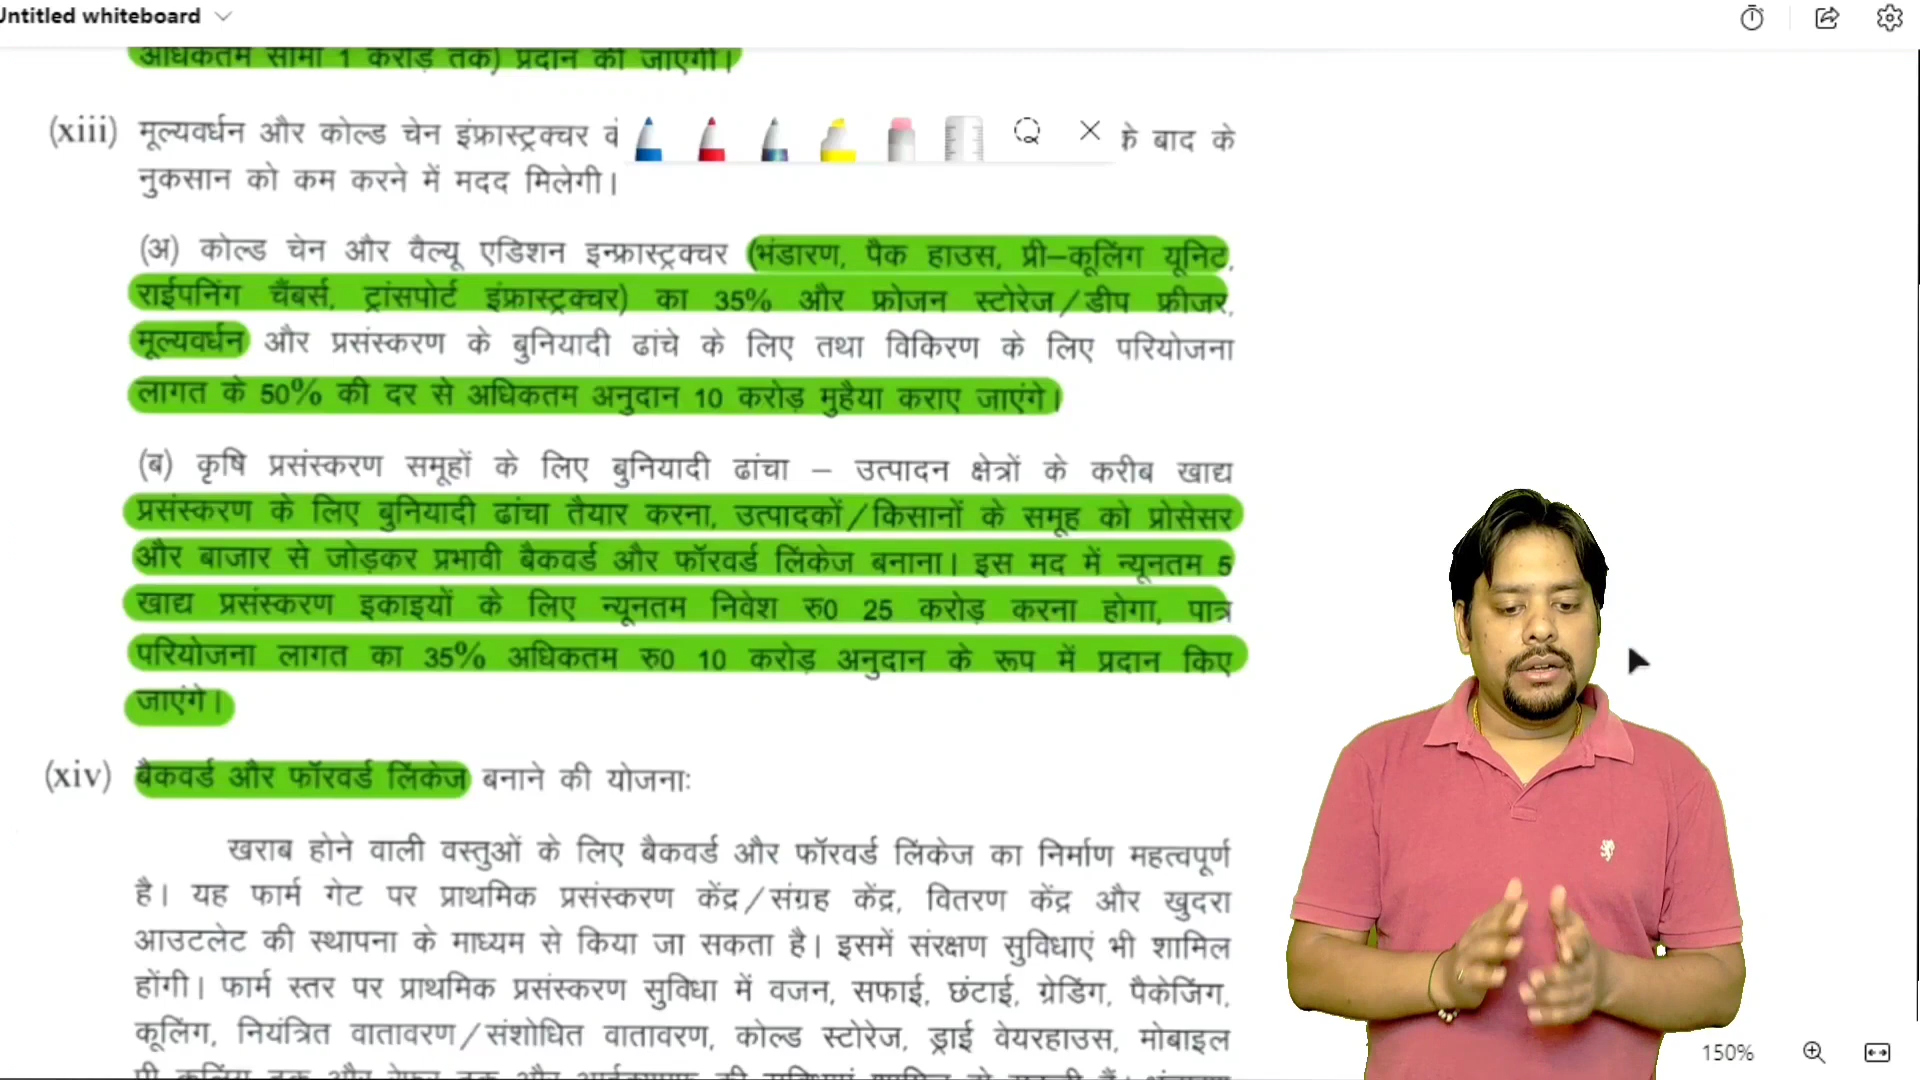 Untitled whiteboard
अधिकतम सीमा 1 करोड़ तक) प्रदान की जाएगी।
(xiii) मूल्यवर्धन और कोल्ड चेन इंफ्रास्ट्रक्चर के बाद के
नुकसान को कम करने में मदद मिलेगी।
(अ) कोल्ड चेन और वैल्यू एडिशन इन्फ्रास्ट्रक्चर (भंडारण, पैक हाउस, प्री–कूलिंग यूनिट,
राईपनिंग चैंबर्स, ट्रांसपोर्ट इंफ्रास्ट्रक्चर) का 35% और फ्रोजन स्टोरेज/डीप फ्रीजर,
मूल्यवर्धन और प्रसंस्करण के बुनियादी ढांचे के लिए तथा विकिरण के लिए परियोजना
लागत के 50% की दर से अधिकतम अनुदान 10 करोड़ मुहैया कराए जाएंगे।
(ब) कृषि प्रसंस्करण समूहों के लिए बुनियादी ढांचा – उत्पादन क्षेत्रों के करीब खाद्य
प्रसंस्करण के लिए बुनियादी ढांचा तैयार करना, उत्पादकों/किसानों के समूह को प्रोसेसर
और बाजार से जोड़कर प्रभावी बैकवर्ड और फॉरवर्ड लिंकेज बनाना। इस मद में न्यूनतम 5
खाद्य प्रसंस्करण इकाइयों के लिए न्यूनतम निवेश रु0 25 करोड़ करना होगा, पात्र
परियोजना लागत का 35% अधिकतम रु0 10 करोड़ अनुदान के रूप में प्रदान किए
जाएंगे।
(xiv) बैकवर्ड और फॉरवर्ड लिंकेज बनाने की योजनाः
खराब होने वाली वस्तुओं के लिए बैकवर्ड और फॉरवर्ड लिंकेज का निर्माण महत्वपूर्ण
है। यह फार्म गेट पर प्राथमिक प्रसंस्करण केंद्र/संग्रह केंद्र, वितरण केंद्र और खुदरा
आउटलेट की स्थापना के माध्यम से किया जा सकता है। इसमें संरक्षण सुविधाएं भी शामिल
होंगी। फार्म स्तर पर प्राथमिक प्रसंस्करण सुविधा में वजन, सफाई, छंटाई, ग्रेडिंग, पैकेजिंग,
कूलिंग, नियंत्रित वातावरण/संशोधित वातावरण, कोल्ड स्टोरेज, ड्राई वेयरहाउस, मोबाइल
150%